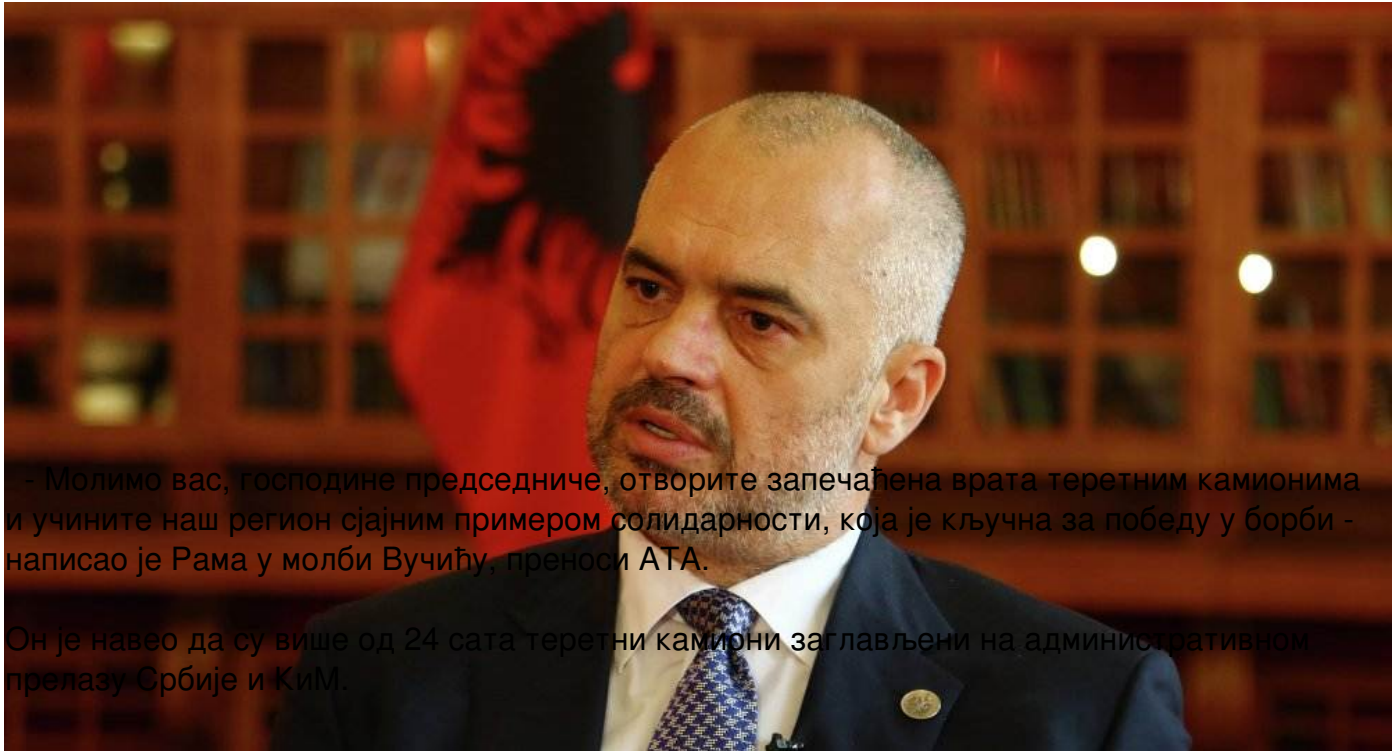 - Молимо вас, господине председниче, отворите запечаћена врата теретним камионима
и учините наш регион сјајним примером солидарности, која је кључна за победу у борби -
написао је Рама у молби Вучићу, преноси АТА.
Он је навео да су више од 24 сата теретни камиони заглављени на административном
прелазу Србије и КиМ.